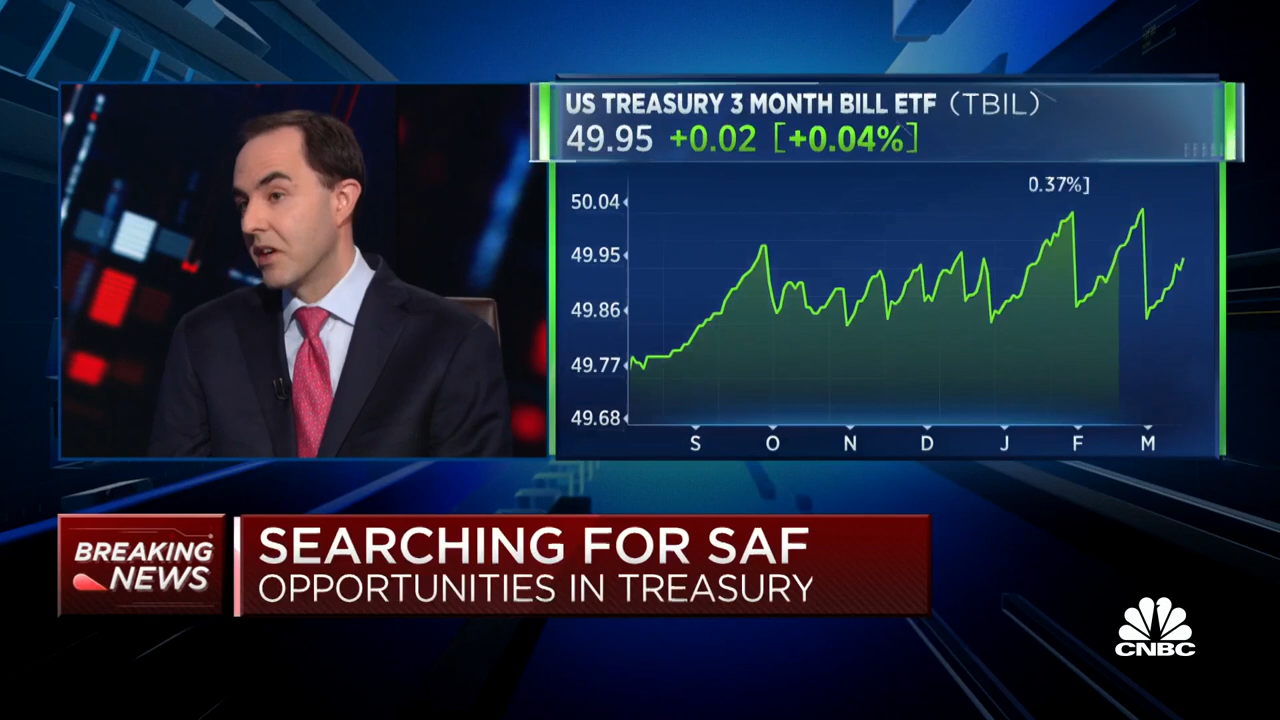 US TREASURY 3 MONTH BILL ETF (TBIL)
49.95 +0.02 [+0.04%]
0.37%]
50.04
49.95
49.86
49.77
49.68
S O N D J F M
BREAKING
NEWS
SEARCHING FOR SAF
OPPORTUNITIES IN TREASURY
CNBC